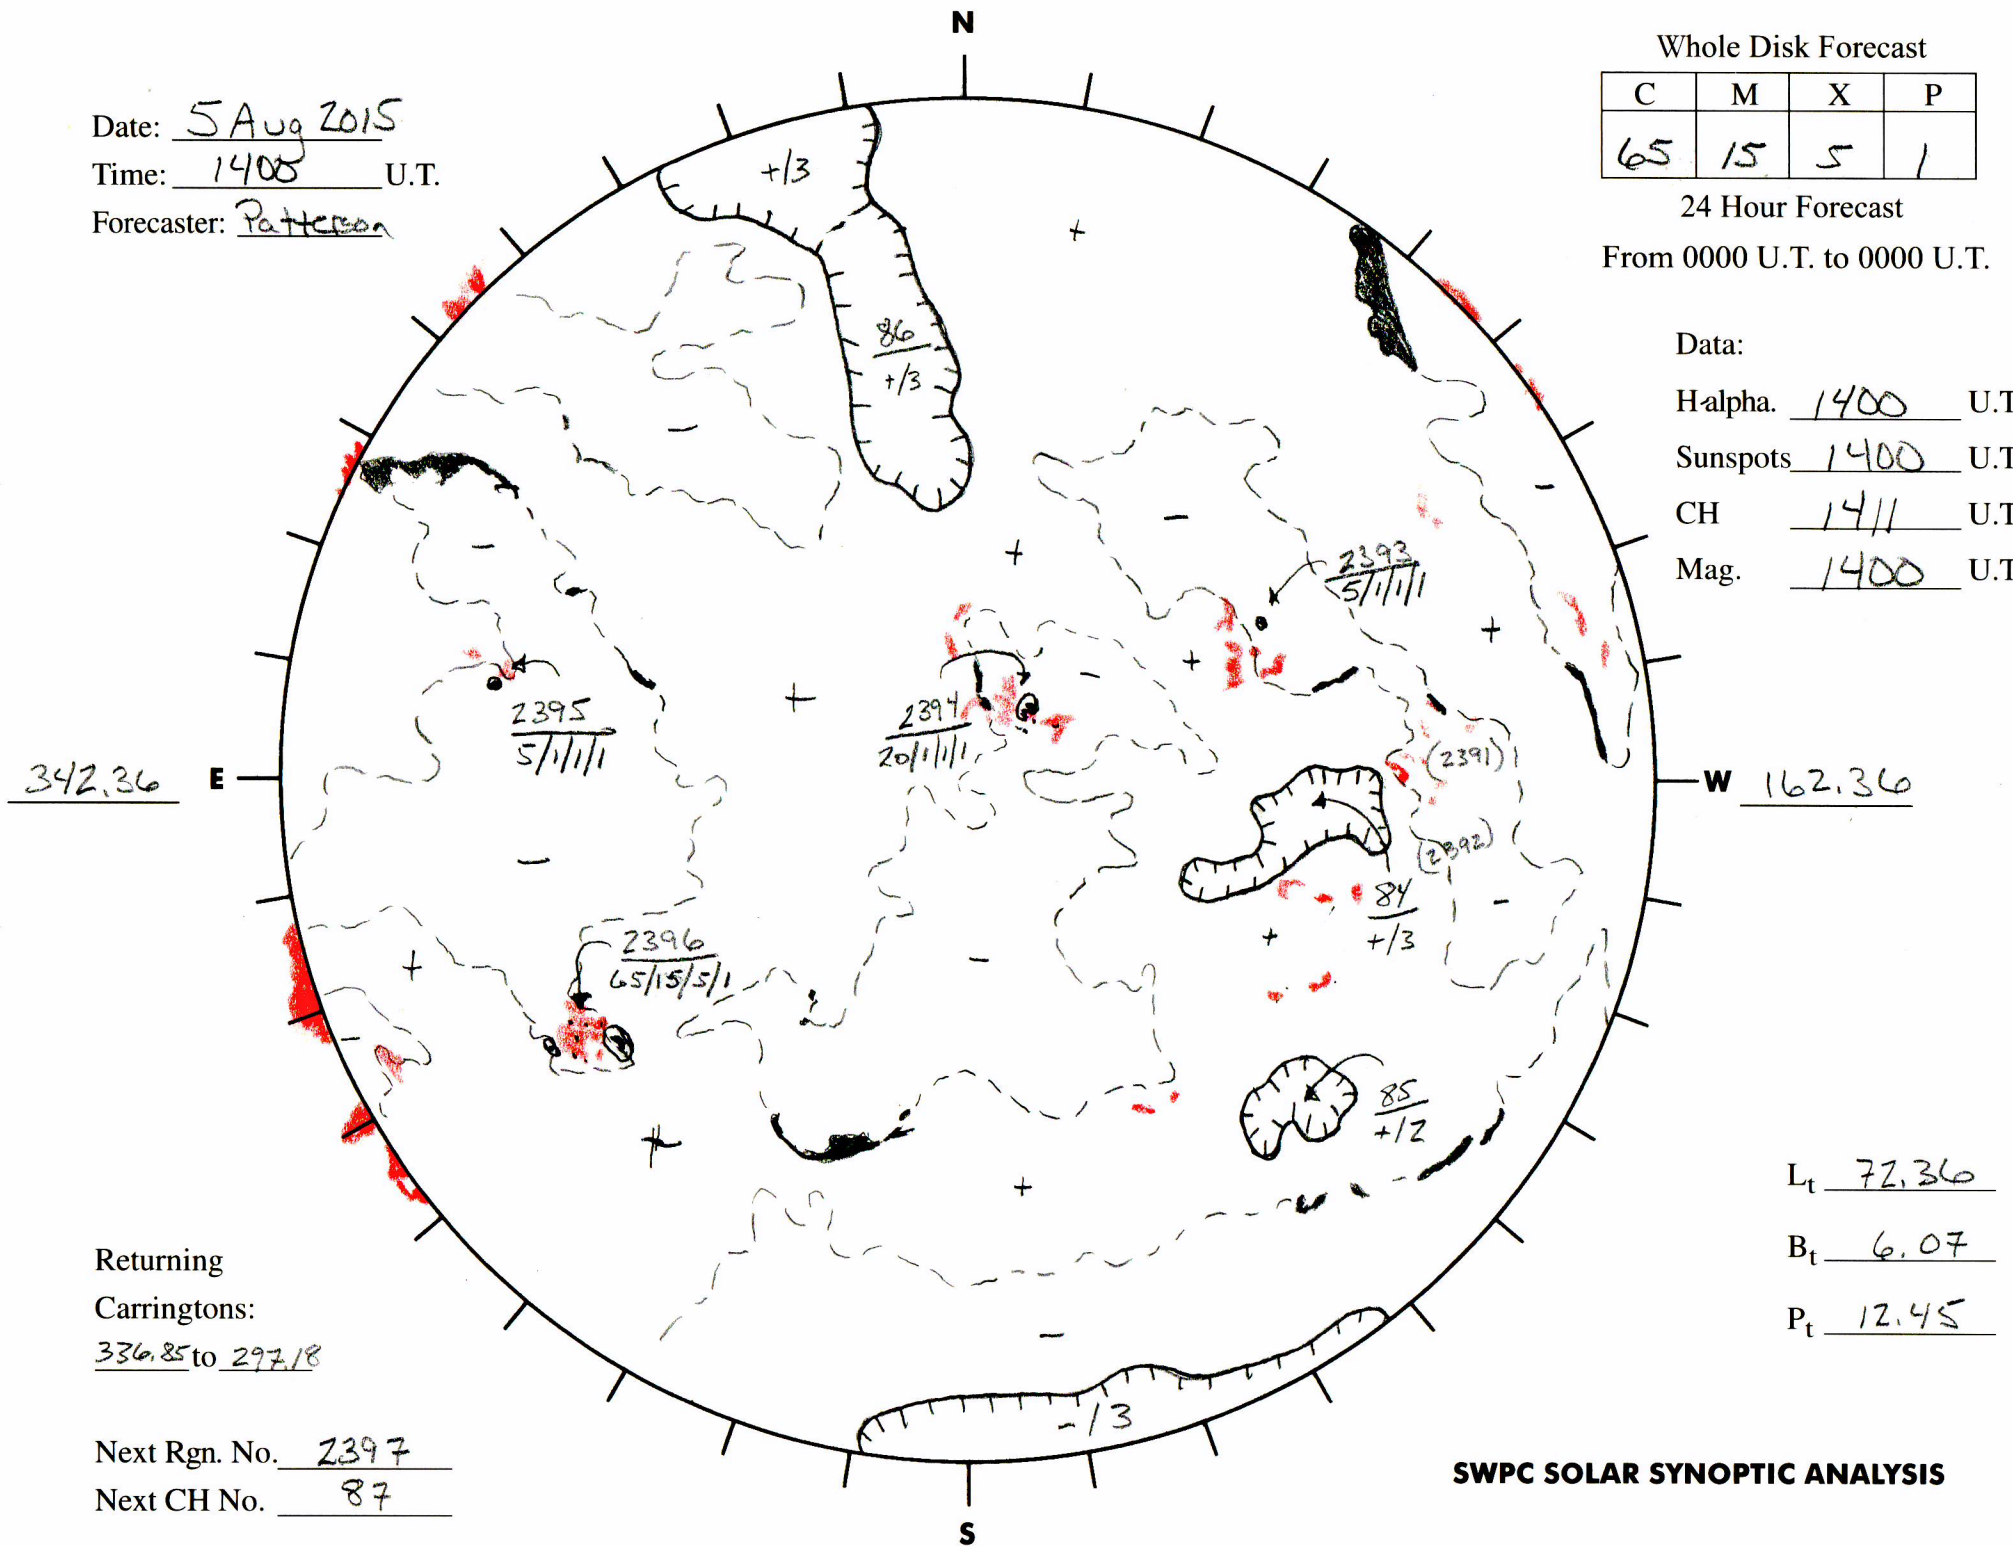 N
Date: 5 Aug 2015
Time: 1400 U.T.
Forecaster: Patterson
Whole Disk Forecast
C M X P
65 15 5 1
24 Hour Forecast
From 0000 U.T. to 0000 U.T.
Data:
H-alpha. 1400 U.T
Sunspots 1400 U.T
CH 1411 U.T
Mag. 1400 U.T
+/3
+
86
+/3
-
-
-
-
+
2393
5/1/1/1
+
+
-
+
2395
5/1/1/1
2394
20/1/1/1
(2391)
342.36 E
W 162.36
(2392)
-
84
+/3
-
+
+
-
2396
65/15/5/1
-
85
+/2
+
+
-
-/3
Lt 72.36
Bt 6.07
Pt 12.45
Returning
Carringtons:
336.85 to 297.18
Next Rgn. No. 2397
Next CH No. 87
SWPC SOLAR SYNOPTIC ANALYSIS
S